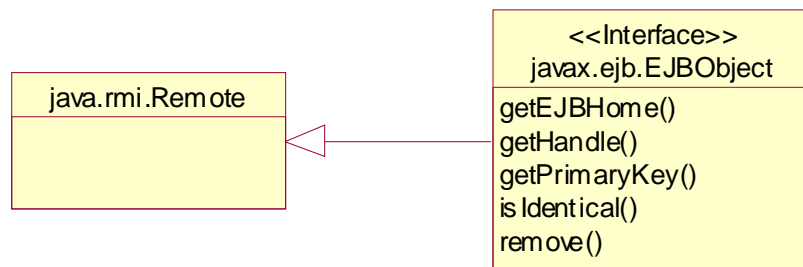 java.rmi.Remote
<<Interface>>
javax.ejb.EJBObject
getEJBHome()
getHandle()
getPrimaryKey()
isIdentical()
remove()